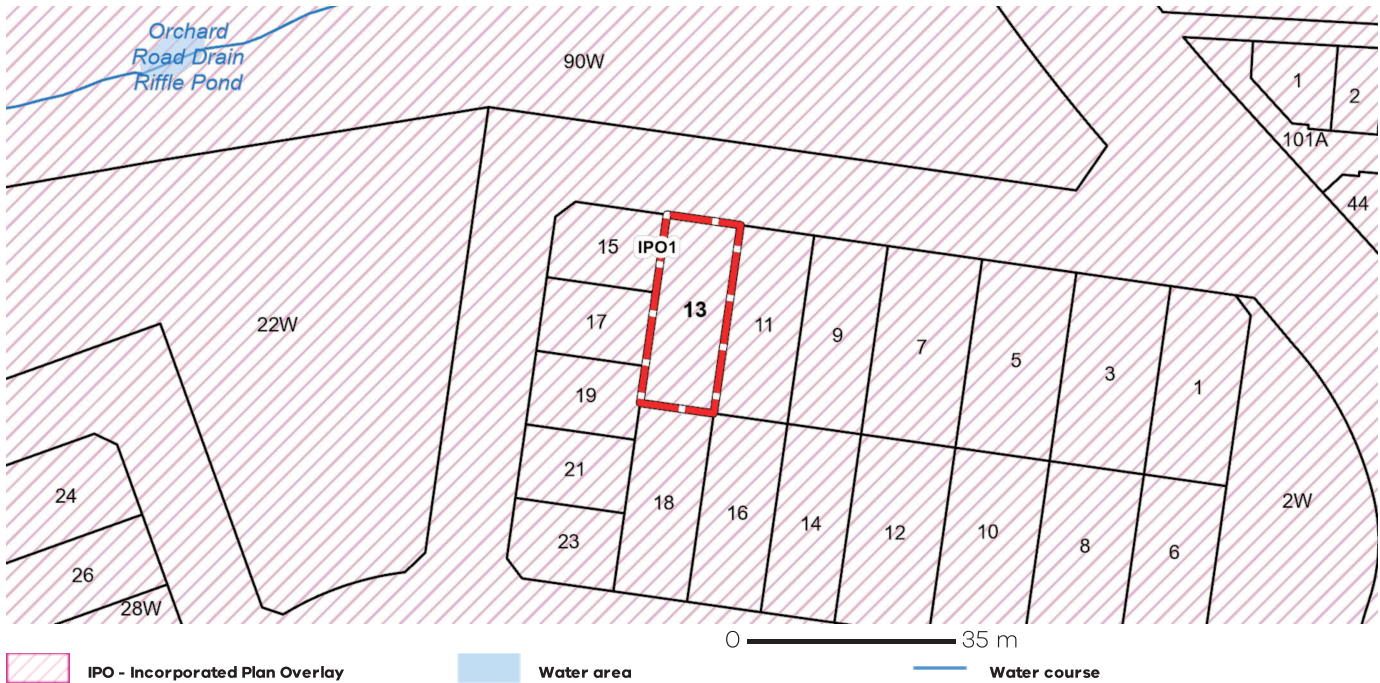 Orchard
Road Drain
Riffle Pond
90W
1
2
101A
44
15
IPO1
13
17
11
9
7
5
3
1
22W
19
21
23
18
16
14
12
10
8
6
2W
24
26
28W
0 35 m
IPO - Incorporated Plan Overlay
Water area
Water course